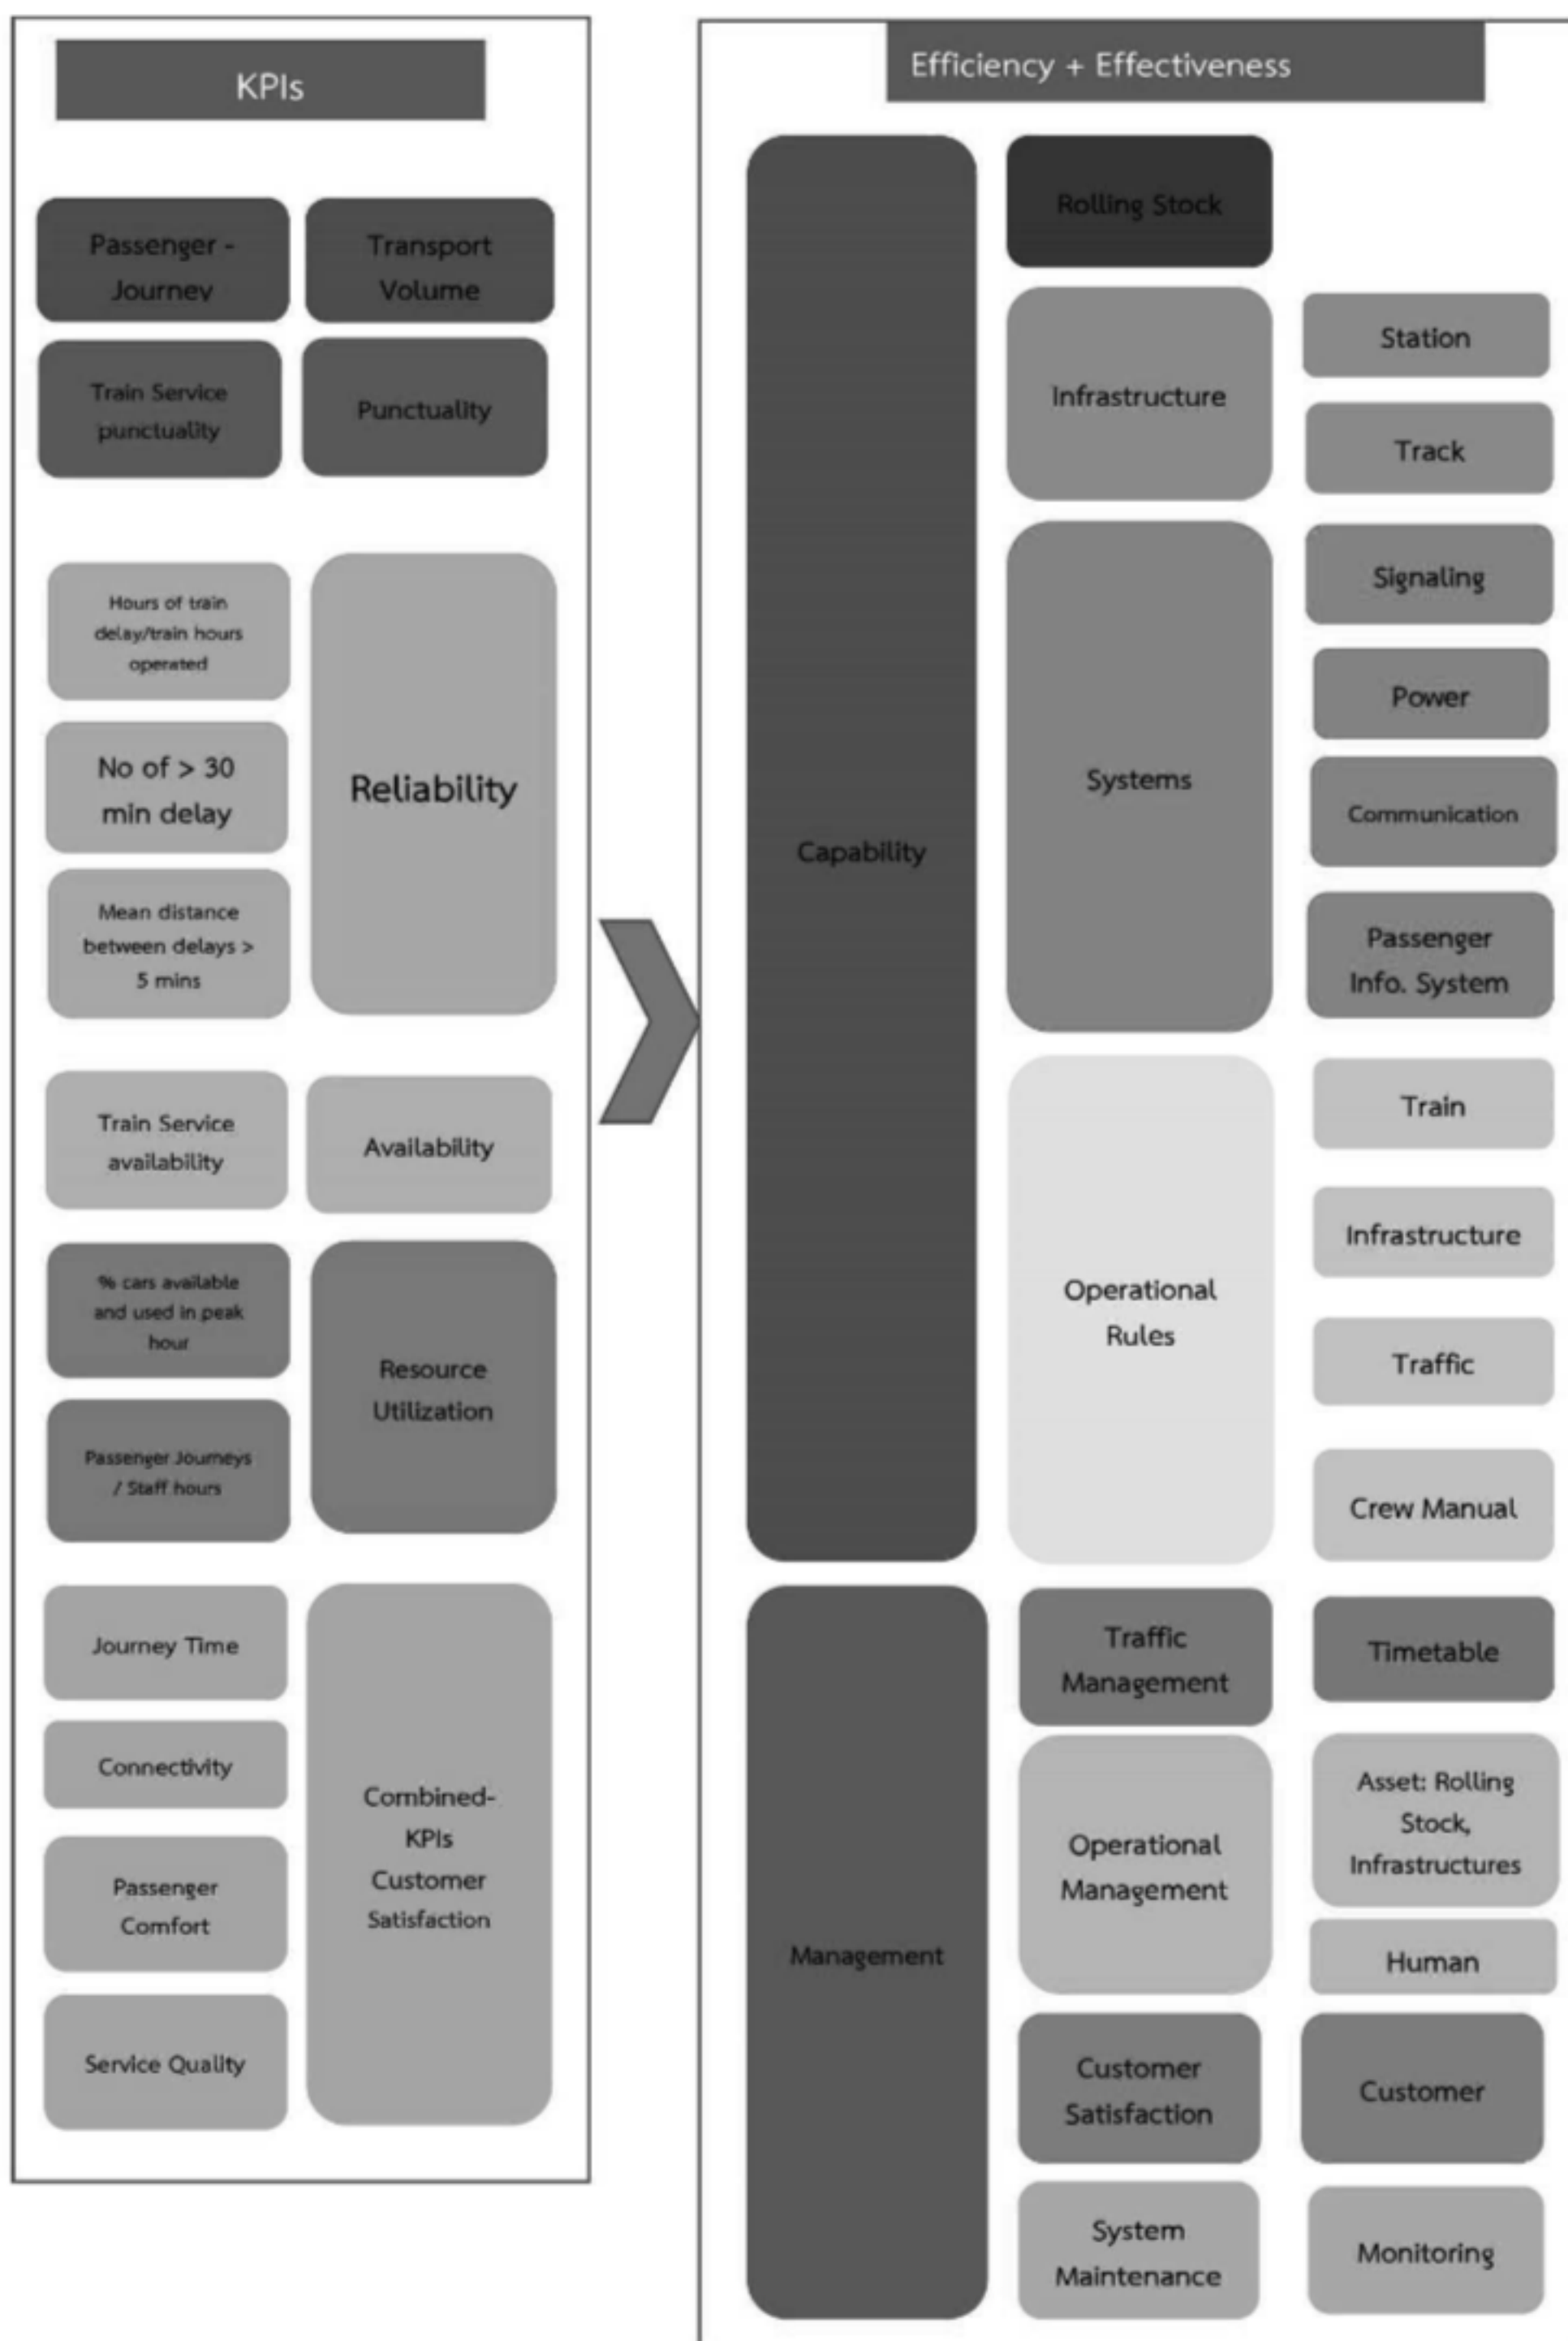 KPIs
Passenger -
Journey
Transport
Volume
Train Service
punctuality
Punctuality
Hours of train
delay/train hours
operated
No of > 30
min delay
Mean distance
between delays >
5 mins
Reliability
Train Service
availability
Availability
% cars available
and used in peak
hour
Passenger Journeys
/ Staff hours
Resource
Utilization
Journey Time
Connectivity
Passenger
Comfort
Service Quality
Combined-
KPIs
Customer
Satisfaction
Efficiency + Effectiveness
Capability
Rolling Stock
Infrastructure
Station
Track
Systems
Signaling
Power
Communication
Passenger
Info. System
Operational
Rules
Train
Infrastructure
Traffic
Crew Manual
Management
Traffic
Management
Timetable
Operational
Management
Asset: Rolling
Stock,
Infrastructures
Human
Customer
Satisfaction
Customer
System
Maintenance
Monitoring